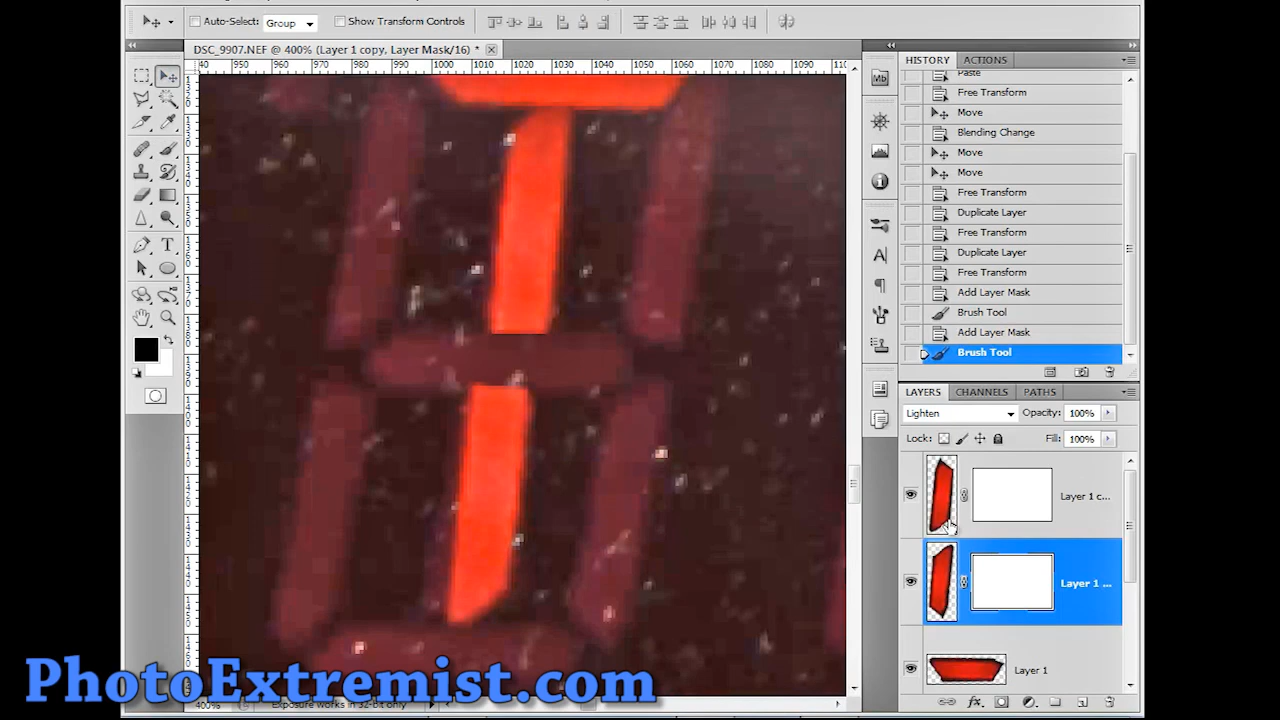 Auto-Select: Group Show Transform Controls
DSC_9907.NEF @ 400% (Layer 1 copy, Layer Mask/16) *
40 950 960 970 980 990 1000 1010 1020 1030 1040 1050 1060 1070 1080 1090
HISTORY ACTIONS
Paste
Free Transform
Move
Blending Change
Move
Move
Free Transform
Duplicate Layer
Free Transform
Duplicate Layer
Free Transform
Add Layer Mask
Brush Tool
Add Layer Mask
Brush Tool
LAYERS CHANNELS PATHS
Lighten Opacity: 100%
Lock: Fill: 100%
Layer 1 c...
Layer 1 ...
Layer 1
400% Exposure works in 32-bit only
PhotoExtremist.com